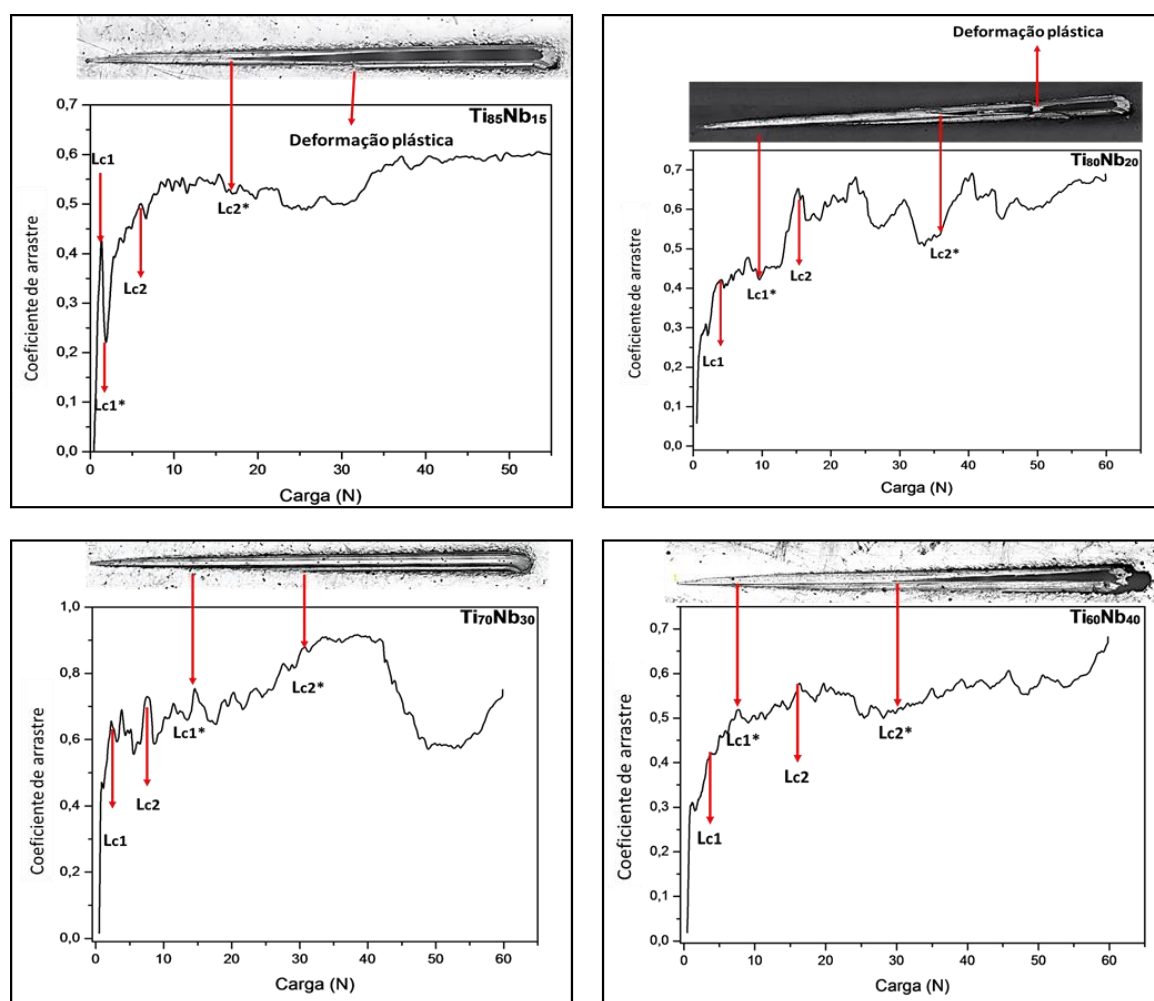 Deformação plástica
Ti85Nb15
Lc1
Lc1*
Lc2
Lc2*
Coeficiente de arrastre
0,7
0,6
0,5
0,4
0,3
0,2
0,1
0,0
0 10 20 30 40 50
Carga (N)
Deformação plástica
Ti80Nb20
Lc1
Lc1*
Lc2
Lc2*
Coeficiente de arrastre
0,7
0,6
0,5
0,4
0,3
0,2
0,1
0,0
0 10 20 30 40 50 60
Carga (N)
Ti70Nb30
Lc1
Lc2
Lc1*
Lc2*
Coeficiente de arrastre
1,0
0,8
0,6
0,4
0,2
0,0
0 10 20 30 40 50 60
Carga (N)
Ti60Nb40
Lc1
Lc1*
Lc2
Lc2*
Coeficiente de arrastre
0,7
0,6
0,5
0,4
0,3
0,2
0,1
0,0
0 10 20 30 40 50 60
Carga (N)